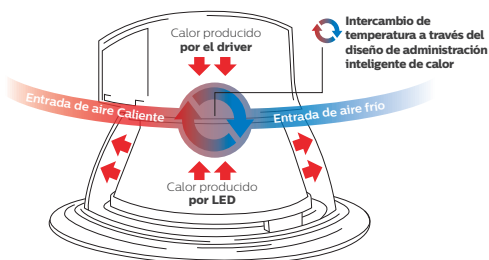 Calor producido
por el driver
Intercambio de
temperatura a través del
diseño de administración
inteligente de calor
Entrada de aire Caliente
Entrada de aire frío
Calor producido
por LED